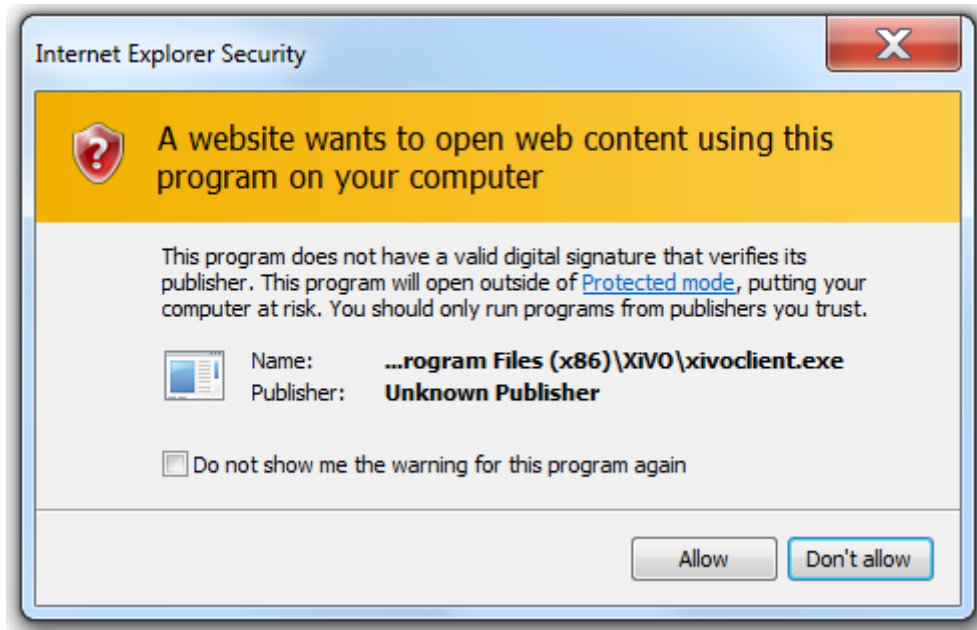 Internet Explorer Security
A website wants to open web content using this
program on your computer
This program does not have a valid digital signature that verifies its
publisher. This program will open outside of Protected mode, putting your
computer at risk. You should only run programs from publishers you trust.
Name: ...rogram Files (x86)\XiVO\xivoclient.exe
Publisher: Unknown Publisher
Do not show me the warning for this program again
Allow Don't allow